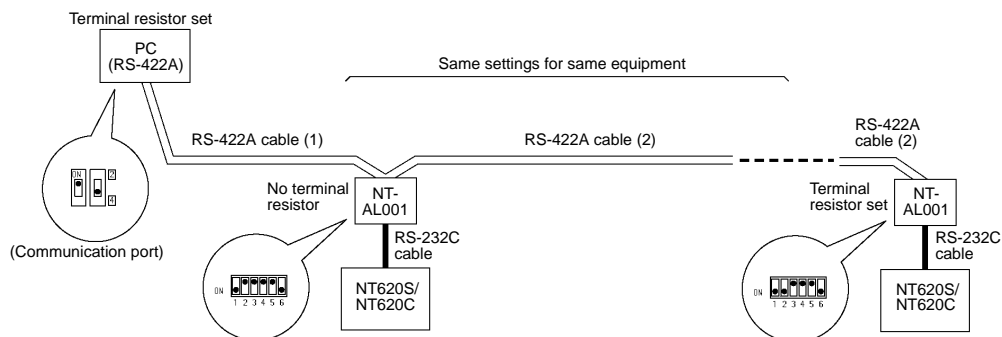 Terminal resistor set
PC
(RS-422A)
Same settings for same equipment
RS-422A cable (1)
RS-422A cable (2)
RS-422A
cable
(2)
ON
2
4
(Communication port)
No terminal
resistor
NT-
AL001
RS-232C
cable
ON
1 2 3 4 5 6
NT620S/
NT620C
Terminal
resistor set
NT-
AL001
RS-232C
cable
ON
1 2 3 4 5 6
NT620S/
NT620C